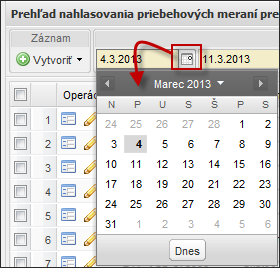 Prehľad nahlasovania priebehových meraní pre
Záznam
Vytvoriť 4.3.2013 11.3.2013
Operác
Marec 2013
N P U S Š P S
24 25 26 27 28 1 2
3 4 5 6 7 8 9
10 11 12 13 14 15 16
17 18 19 20 21 22 23
24 25 26 27 28 29 30
31 1 2 3 4 5 6
Dnes
1
2
3
4
5
6
7
8